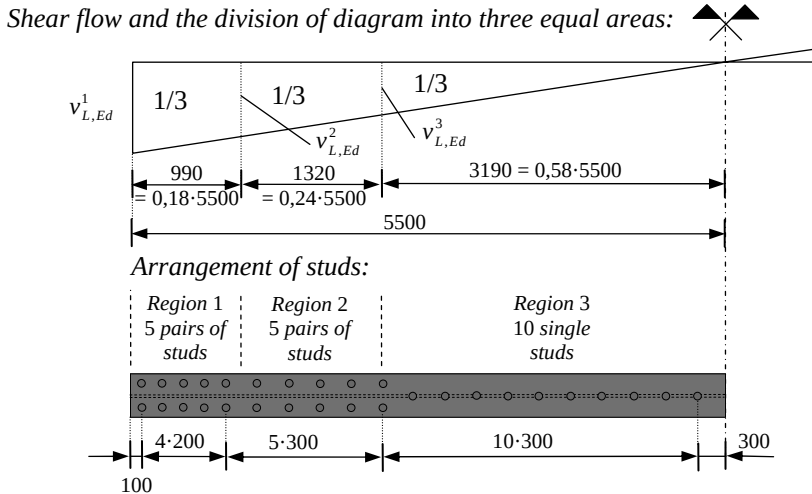 Shear flow and the division of diagram into three equal areas:
1/3
1/3
1/3
v¹L,Ed
v²L,Ed
v³L,Ed
990
= 0,18·5500
1320
= 0,24·5500
3190 = 0,58·5500
5500
Arrangement of studs:
Region 1
5 pairs of
studs
Region 2
5 pairs of
studs
Region 3
10 single
studs
4·200
5·300
10·300
300
100